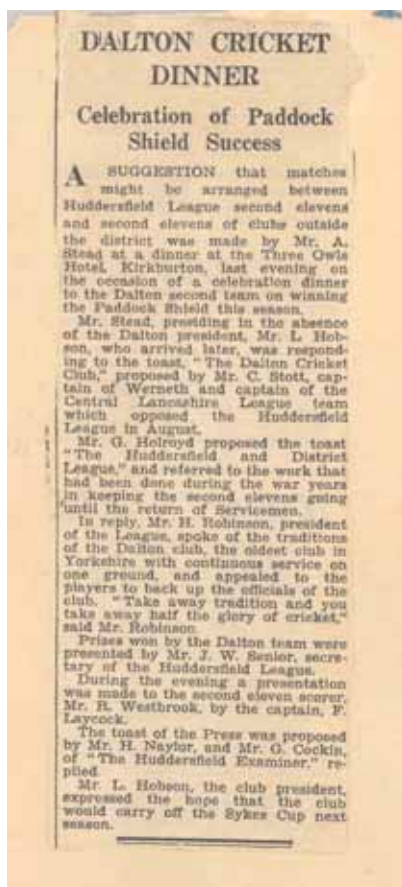 DALTON CRICKET
DINNER
Celebration of Paddock
Shield Success
A SUGGESTION that matches
might be arranged between
Huddersfield League second elevens
and second elevens of clubs outside
the district was made by Mr. A.
Stead at a dinner at the Three Owls
Hotel, Kirkburton, last evening on
the occasion of a celebration dinner
to the Dalton second team on winning
the Paddock Shield this season.
Mr. Stead, presiding in the absence
of the Dalton president, Mr. L. Hob-
son, who arrived later, was respond-
ing to the toast, "The Dalton Cricket
Club," proposed by Mr. C. Stott, cap-
tain of Werneth and captain of the
Central Lancashire League team
which opposed the Huddersfield
League in August.
Mr. G. Holroyd proposed the toast
"The Huddersfield and District
League," and referred to the work that
had been done during the war years
in keeping the second elevens going
until the return of Servicemen.
In reply, Mr. H. Robinson, president
of the League, spoke of the traditions
of the Dalton club, the oldest club in
Yorkshire with continuous service on
one ground, and appealed to the
players to back up the officials of the
club. "Take away tradition and you
take away half the glory of cricket,"
said Mr. Robinson.
Prizes won by the Dalton team were
presented by Mr. J. W. Senior, secre-
tary of the Huddersfield League.
During the evening a presentation
was made to the second eleven scorer,
Mr. R. Westbrook, by the captain, F.
Laycock.
The toast of the Press was proposed
by Mr. H. Naylor, and Mr. G. Cockin,
of "The Huddersfield Examiner," re-
plied.
Mr. L. Hobson, the club president,
expressed the hope that the club
would carry off the Sykes Cup next
season.